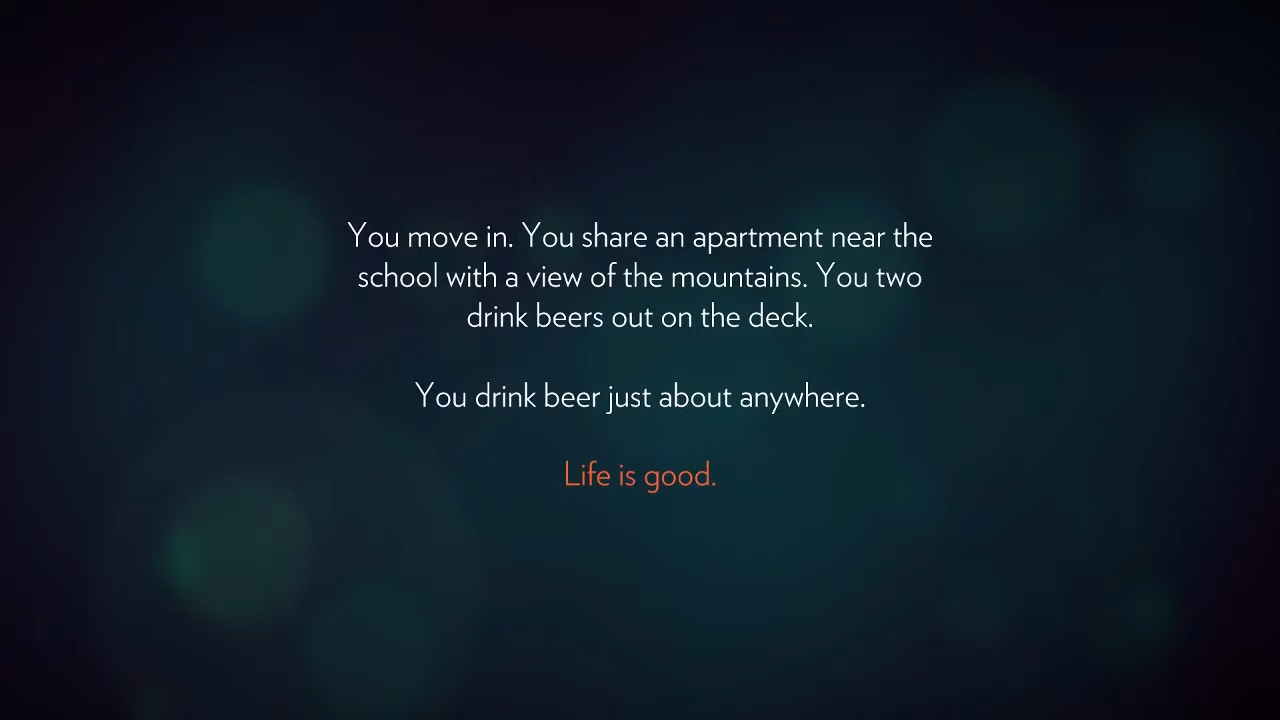 You move in. You share an apartment near the
school with a view of the mountains. You two
drink beers out on the deck.
You drink beer just about anywhere.
Life is good.